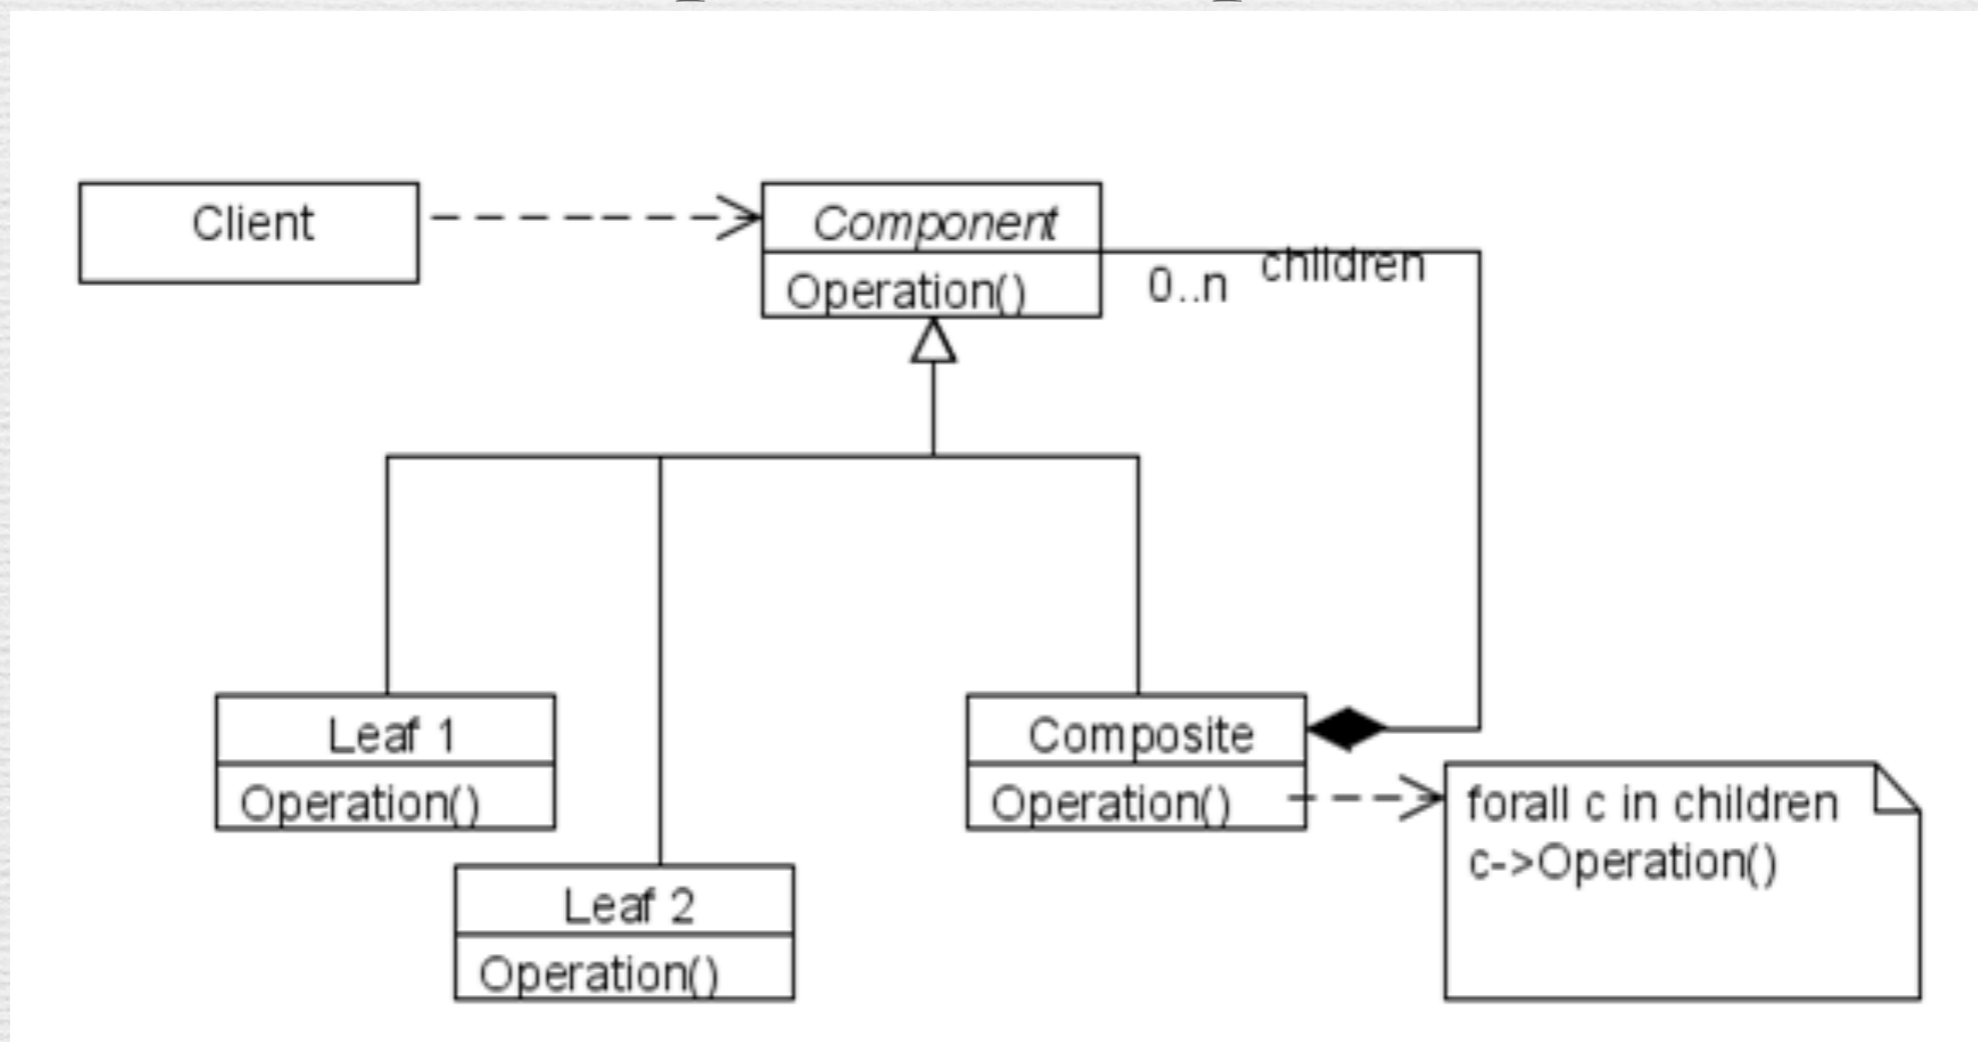 Client
Component
Operation()
0..n
children
Leaf 1
Operation()
Leaf 2
Operation()
Composite
Operation()
forall c in children
c->Operation()